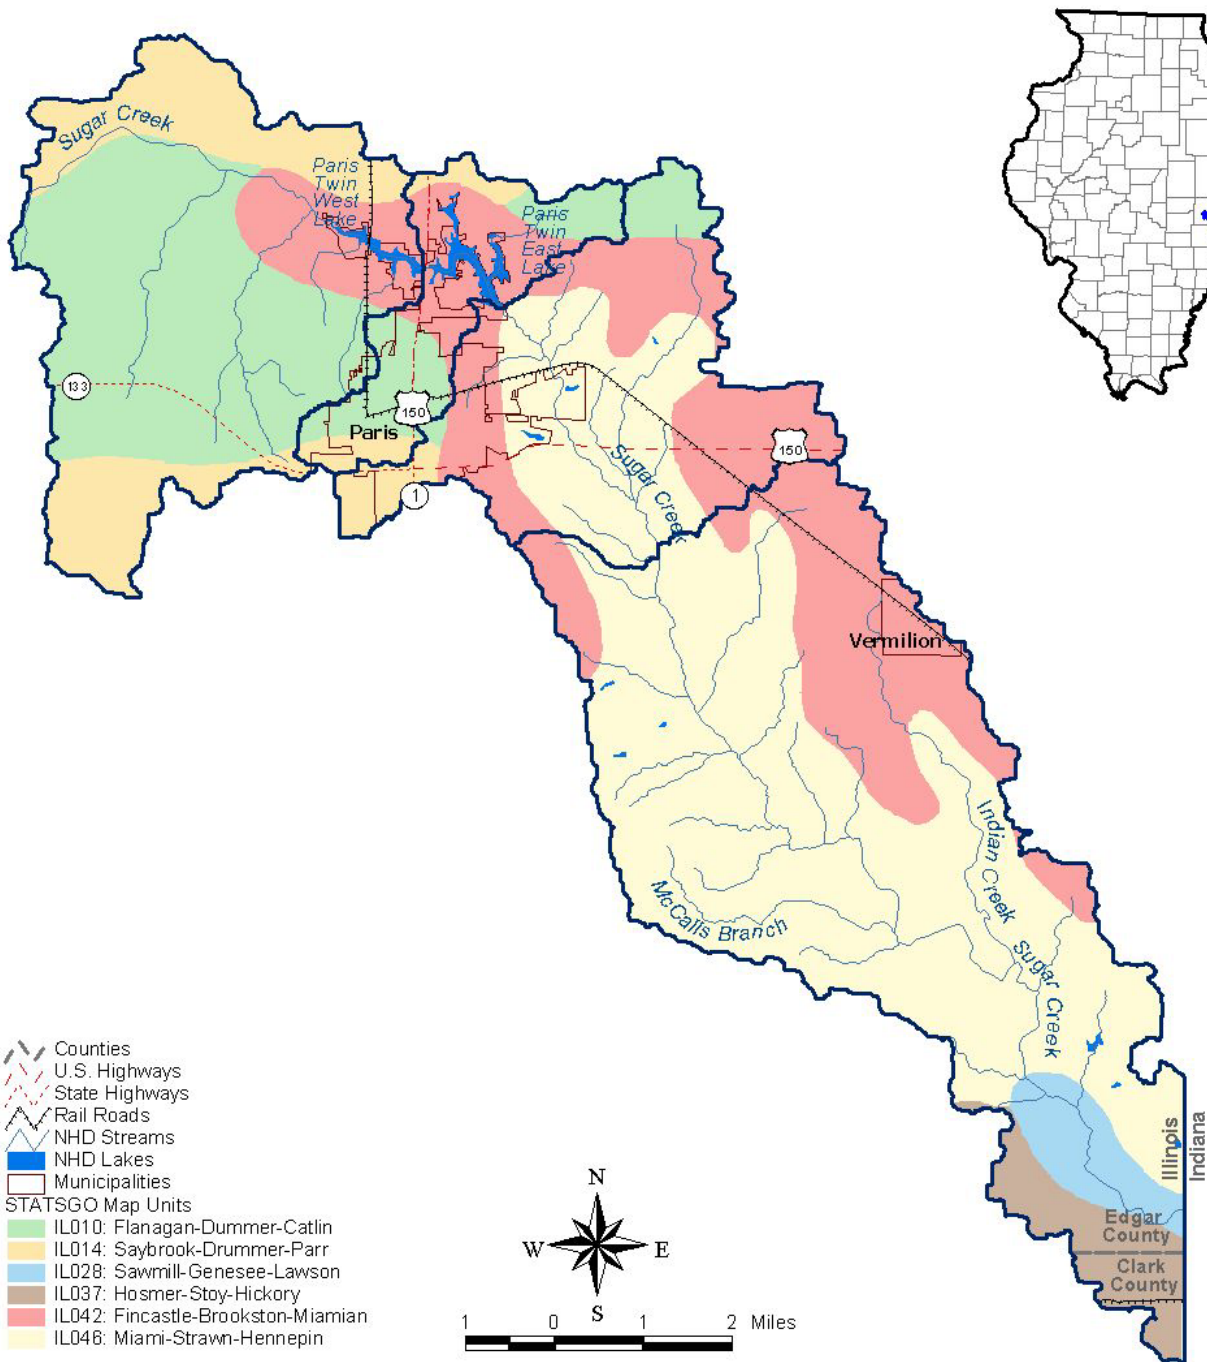 Sugar Creek
Paris
Twin
West
Lake
Paris
Twin
East
Lake
133
150
Paris
1
150
Sugar Creek
Vermilion
Indian Creek
McCalls Branch
Sugar Creek
Illinois
Indiana
Edgar
County
Clark
County
Counties
U.S. Highways
State Highways
Rail Roads
NHD Streams
NHD Lakes
Municipalities
STATSGO Map Units
IL010: Flanagan-Dummer-Catlin
IL014: Saybrook-Drummer-Parr
IL028: Sawmill-Genesee-Lawson
IL037: Hosmer-Stoy-Hickory
IL042: Fincastle-Brookston-Miamian
IL046: Miami-Strawn-Hennepin
N
W E
S
1 0 1 2 Miles